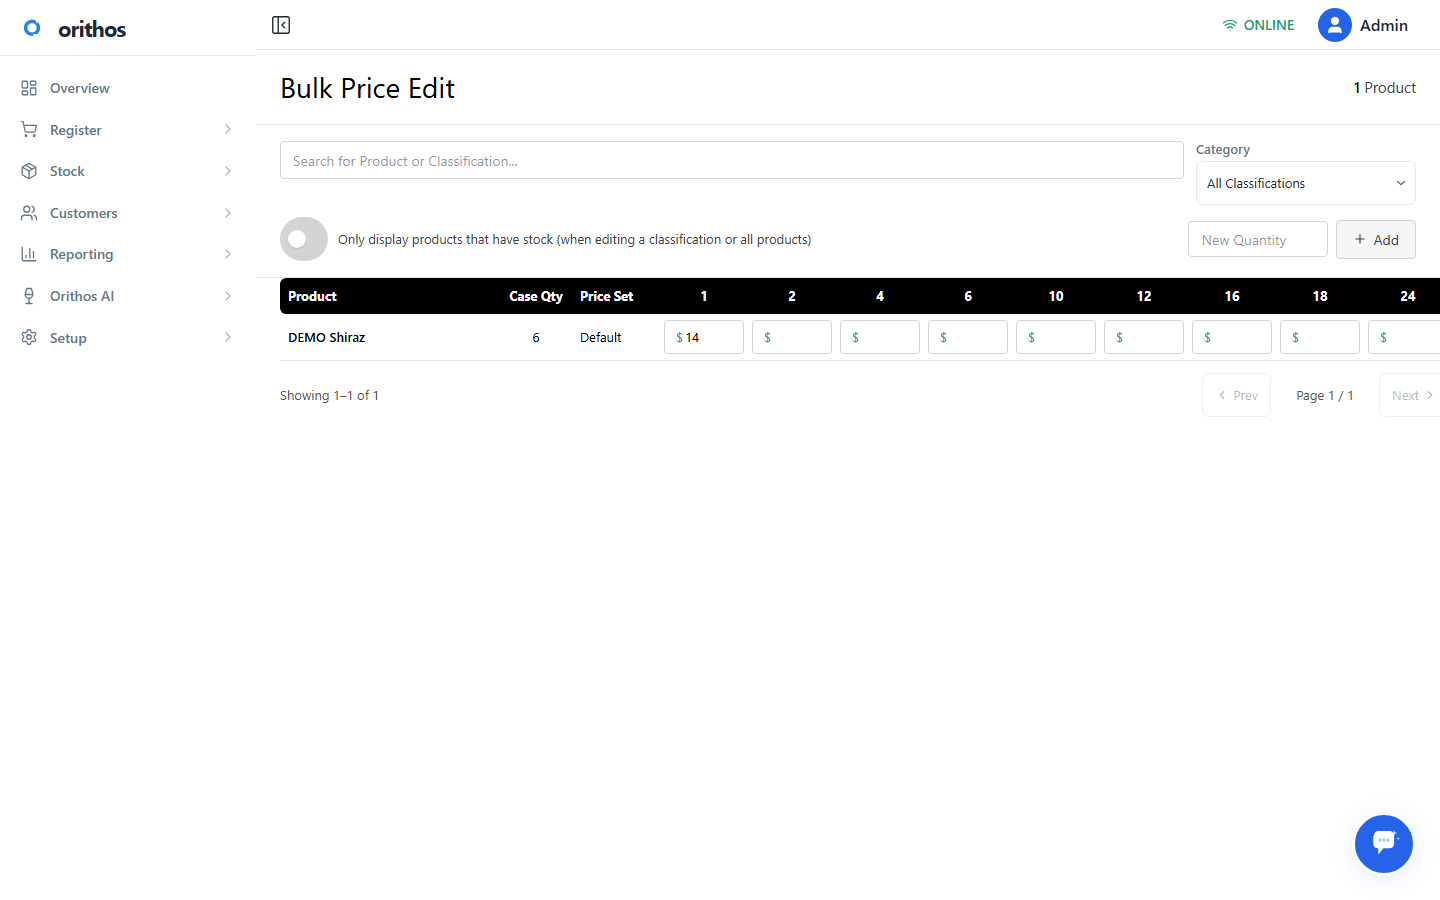 orithos
ONLINE
Admin
Overview
Register
Stock
Customers
Reporting
Orithos AI
Setup
Bulk Price Edit
1 Product
Search for Product or Classification...
Category
All Classifications
Only display products that have stock (when editing a classification or all products)
New Quantity
+ Add
Product Case Qty Price Set 1 2 4 6 10 12 16 18 24
DEMO Shiraz 6 Default $ 14 $ $ $ $ $ $ $ $
Showing 1–1 of 1
Prev
Page 1 / 1
Next